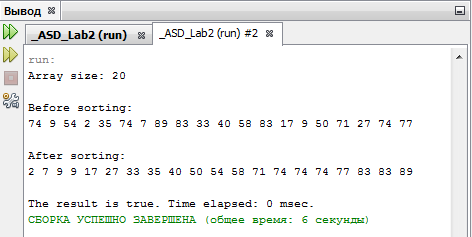 Вывод
_ASD_Lab2 (run)
_ASD_Lab2 (run) #2
run:
Array size: 20
Before sorting:
74 9 54 2 35 74 7 89 83 33 40 58 83 17 9 50 71 27 74 77
After sorting:
2 7 9 9 17 27 33 35 40 50 54 58 71 74 74 74 77 83 83 89
The result is true. Time elapsed: 0 msec.
СБОРКА УСПЕШНО ЗАВЕРШЕНА (общее время: 6 секунды)